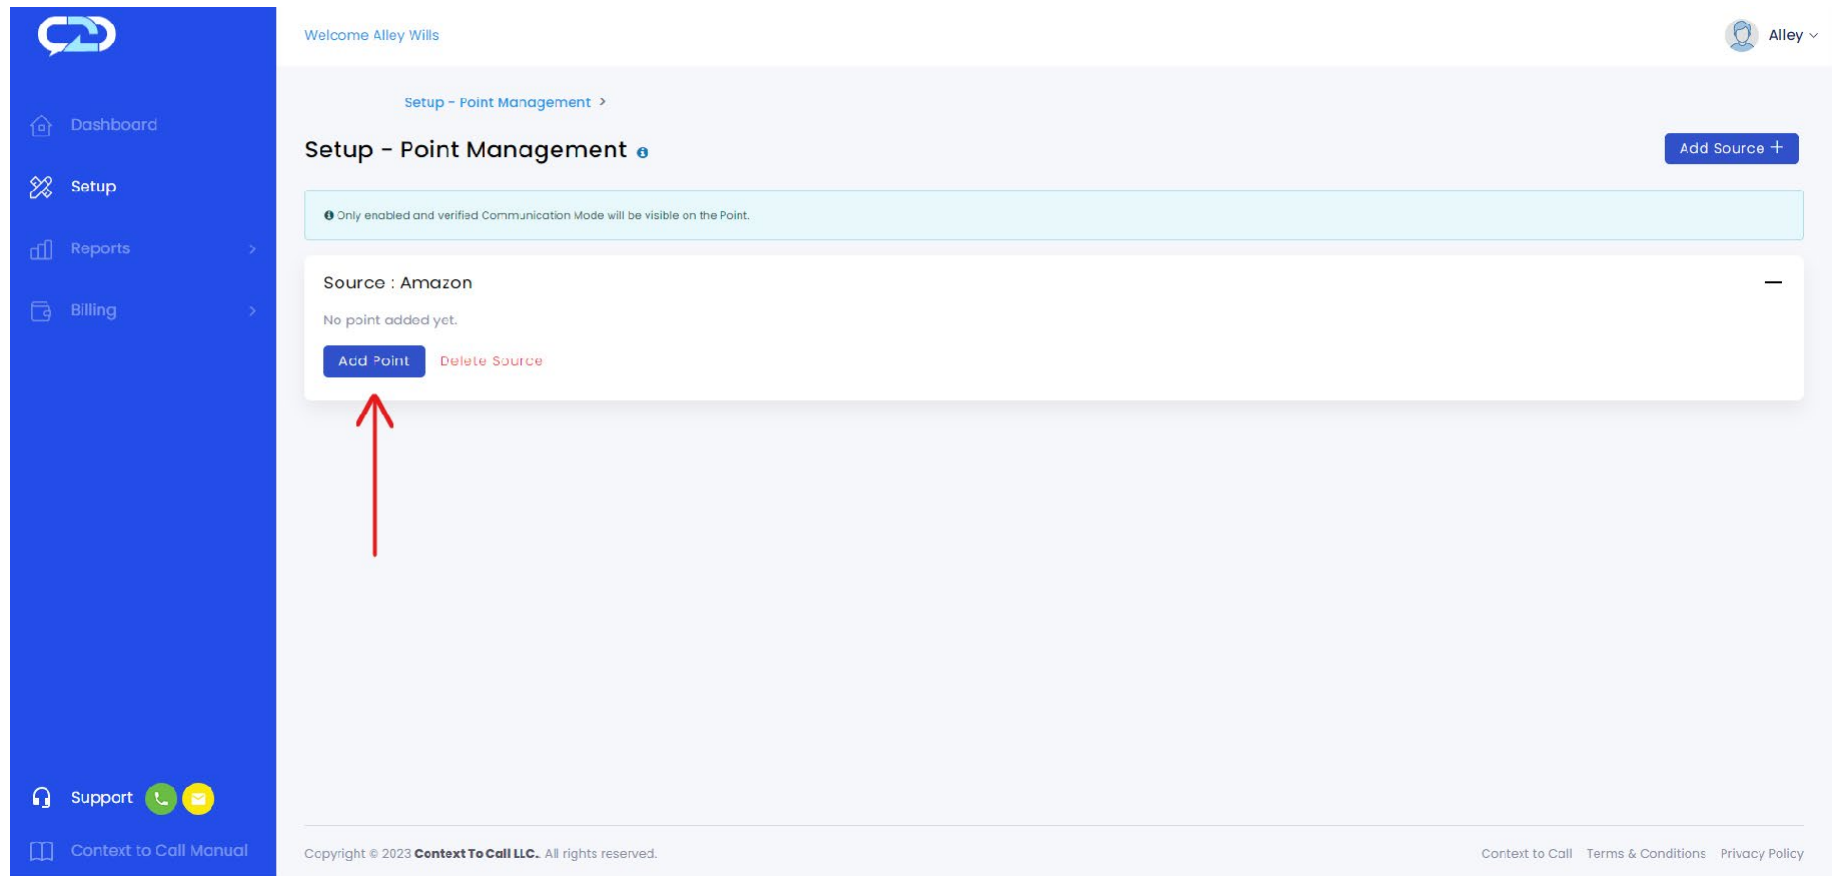 Welcome Alley Wills
Alley
Dashboard
Setup
Reports
Billing
Setup - Point Management >
Setup - Point Management
Add Source +
Only enabled and verified Communication Mode will be visible on the Point.
Source : Amazon
No point added yet.
Add Point
Delete Source
Support
Context to Call Manual
Copyright © 2023 Context To Call LLC.. All rights reserved.
Context to Call
Terms & Conditions
Privacy Policy